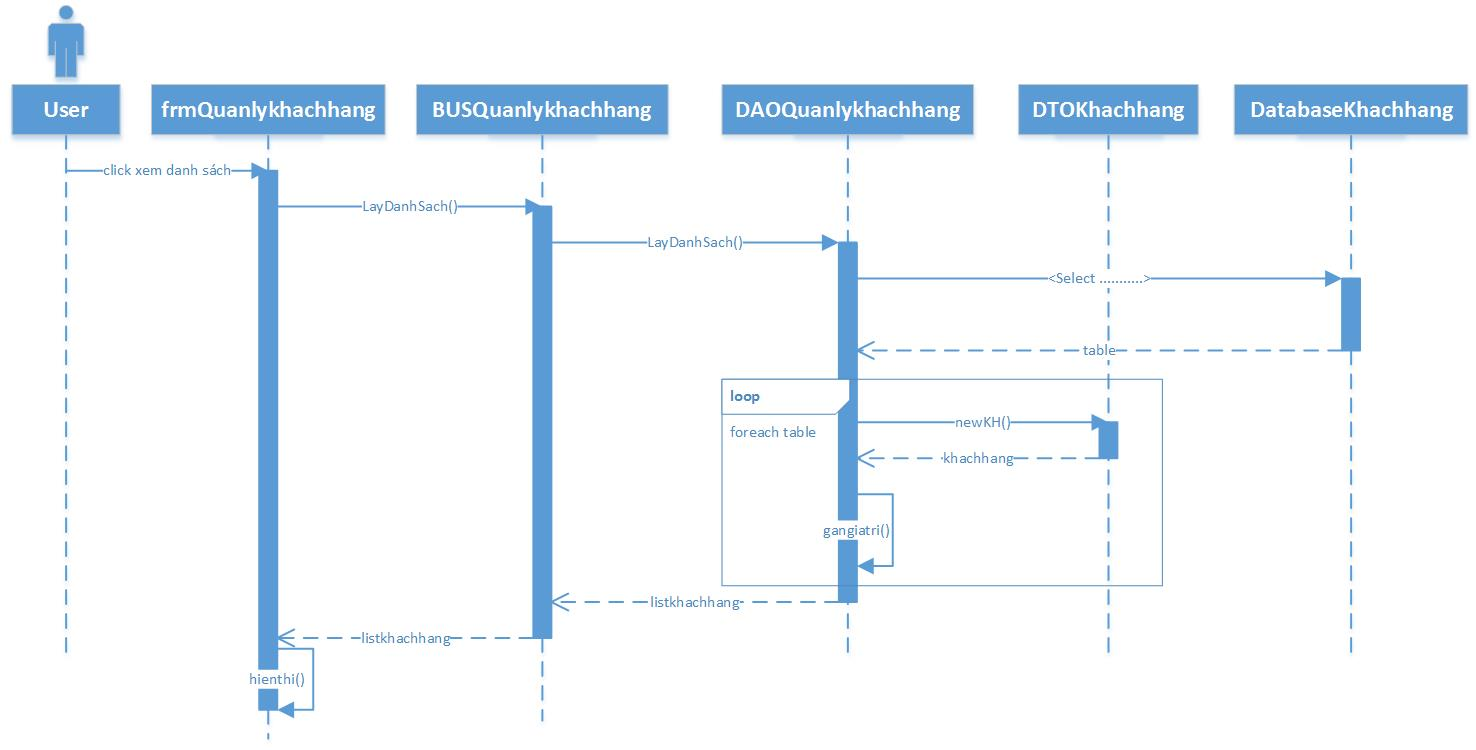 User
frmQuanlykhachhang
BUSQuanlykhachhang
DAOQuanlykhachhang
DTOKhachhang
DatabaseKhachhang
click xem danh sách
LayDanhSach()
LayDanhSach()
<Select ...........>
table
loop
foreach table
newKH()
khachhang
gangiatri()
listkhachhang
listkhachhang
hienthi()